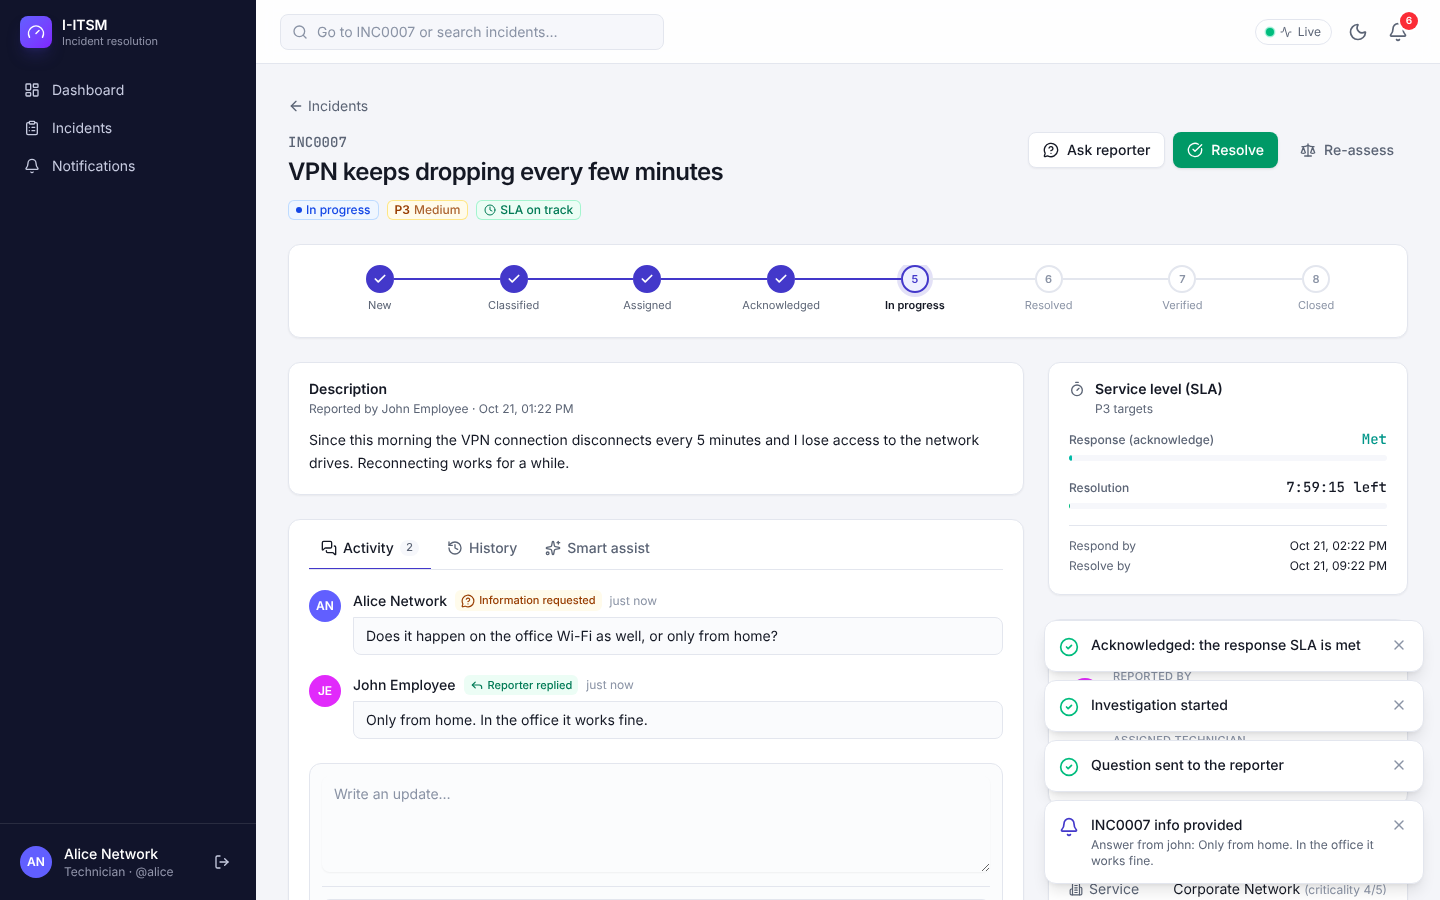 I-ITSM
Incident resolution
Dashboard
Incidents
Notifications
AN
Alice Network
Technician · @alice
Go to INC0007 or search incidents...
Live
6
Incidents
INC0007
VPN keeps dropping every few minutes
In progress
P3 Medium
SLA on track
Ask reporter
Resolve
Re-assess
New
Classified
Assigned
Acknowledged
5
In progress
6
Resolved
7
Verified
8
Closed
Description
Reported by John Employee · Oct 21, 01:22 PM
Since this morning the VPN connection disconnects every 5 minutes and I lose access to the network
drives. Reconnecting works for a while.
Activity 2
History
Smart assist
AN
Alice Network
Information requested
just now
Does it happen on the office Wi-Fi as well, or only from home?
JE
John Employee
Reporter replied
just now
Only from home. In the office it works fine.
Write an update...
Service level (SLA)
P3 targets
Response (acknowledge)
Met
Resolution
7:59:15 left
Respond by
Oct 21, 02:22 PM
Resolve by
Oct 21, 09:22 PM
Acknowledged: the response SLA is met
REPORTED BY
Investigation started
ASSIGNED TECHNICIAN
Question sent to the reporter
INC0007 info provided
Answer from john: Only from home. In the office it
works fine.
Service
Corporate Network (criticality 4/5)